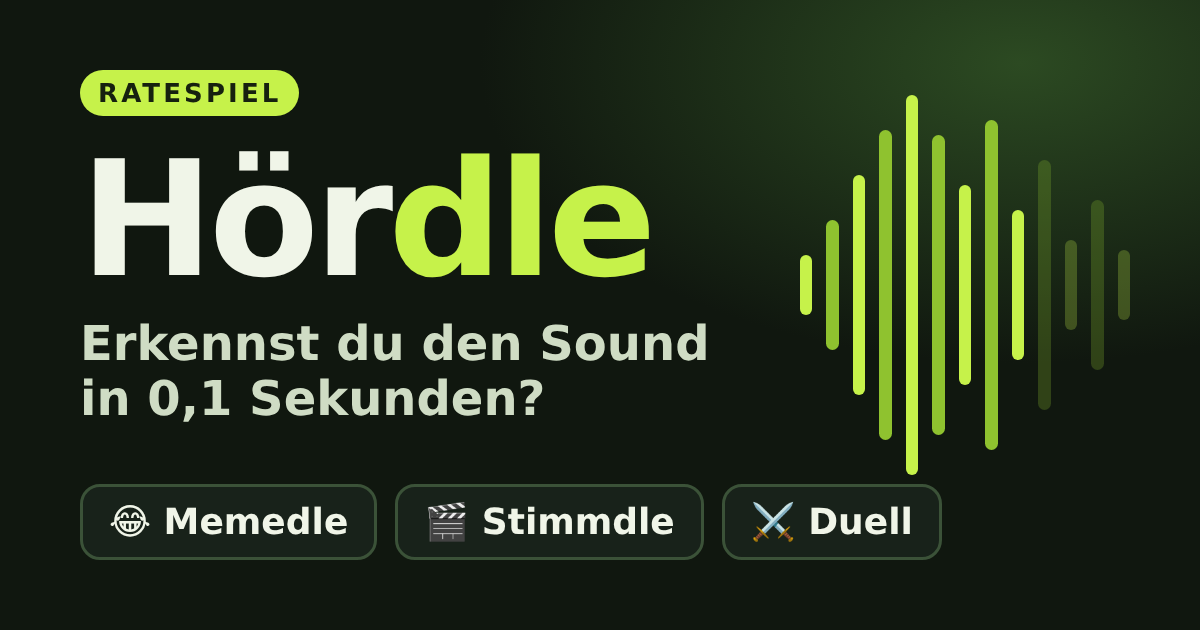 RATESPIEL
Hördle
Erkennst du den Sound
in 0,1 Sekunden?
😂 Memedle
🎬 Stimmdle
⚔️ Duell